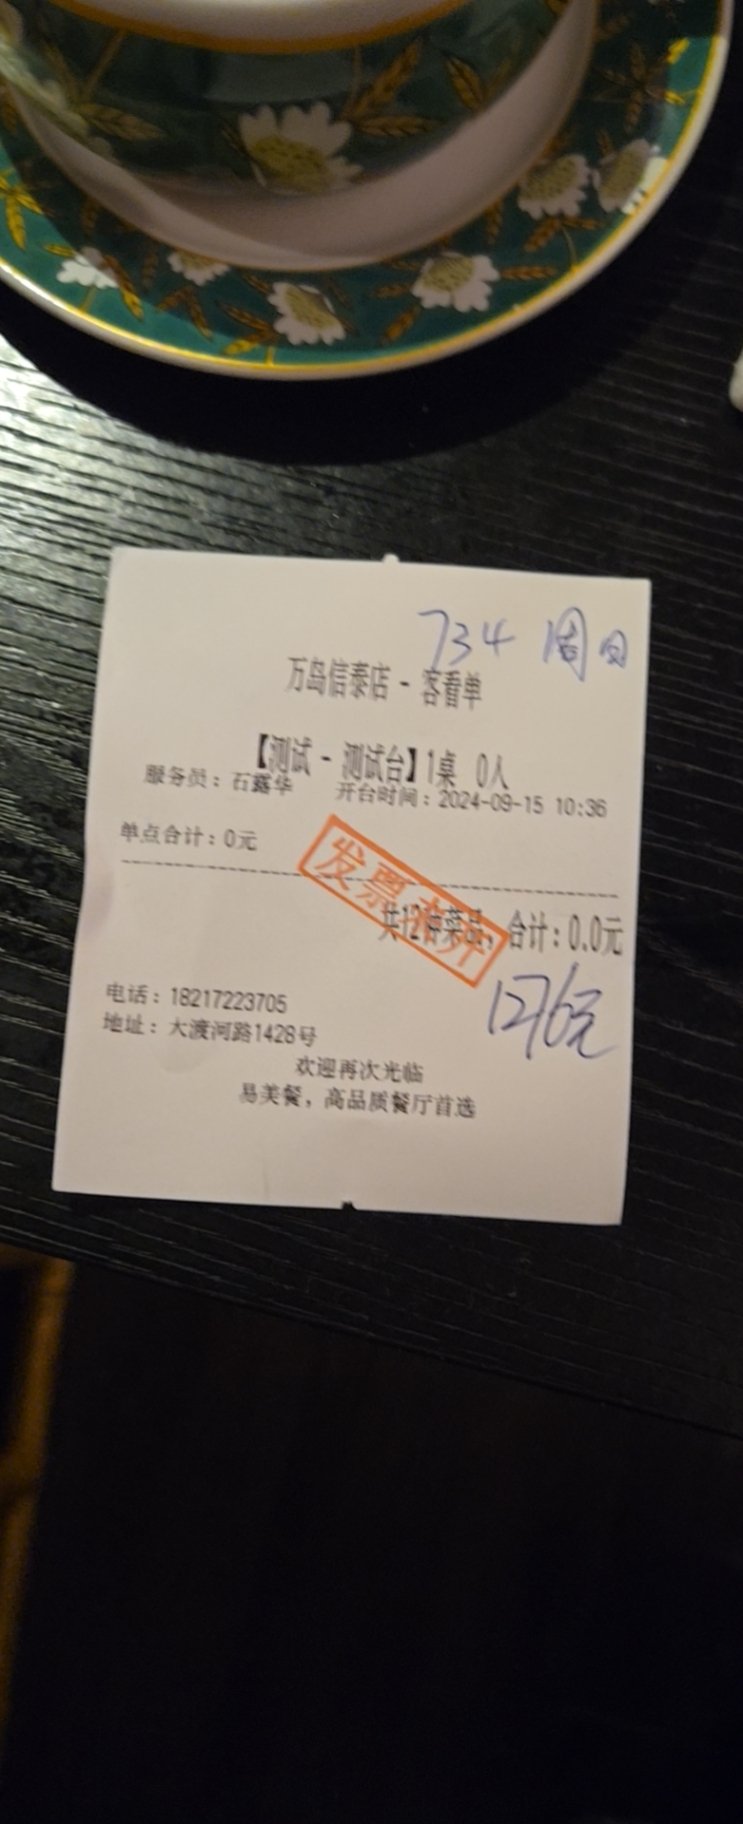 734 周日
万岛信泰店 - 客看单
【测试 - 测试台】1桌 0人
服务员：石露华 开台时间：2024-09-15 10:36
单点合计：0元
发票
共12种菜品，合计：0.0元
1276元
电话：18217223705
地址：大渡河路1428号
欢迎再次光临
易美餐，高品质餐厅首选